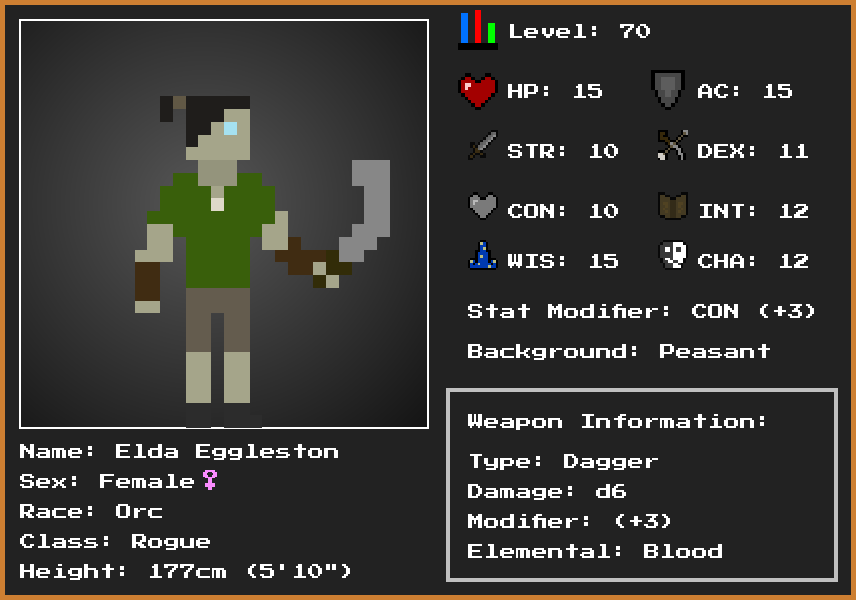 Level: 70
HP: 15
AC: 15
STR: 10
DEX: 11
CON: 10
INT: 12
WIS: 15
CHA: 12
Stat Modifier: CON (+3)
Background: Peasant
Weapon Information:
Type: Dagger
Damage: d6
Modifier: (+3)
Elemental: Blood
Name: Elda Eggleston
Sex: Female♀
Race: Orc
Class: Rogue
Height: 177cm (5'10")